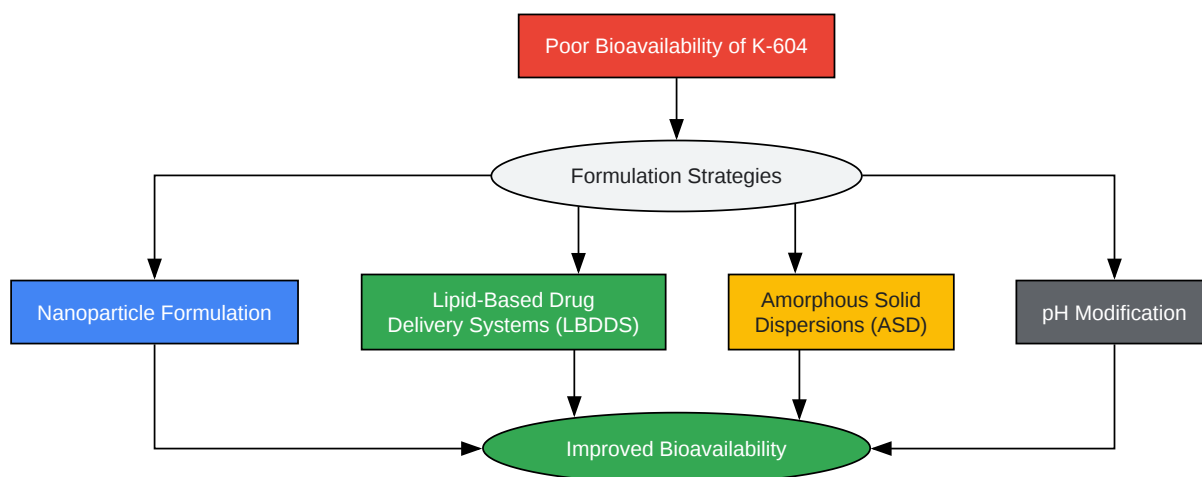 Poor Bioavailability of K-604
Formulation Strategies
Nanoparticle Formulation
Lipid-Based Drug
Delivery Systems (LBDDS)
Amorphous Solid
Dispersions (ASD)
pH Modification
Improved Bioavailability